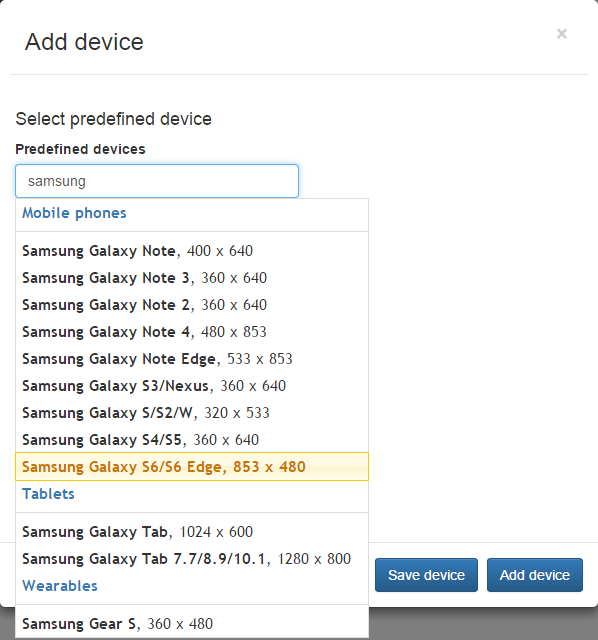 Add device
×
Select predefined device
Predefined devices
samsung
Mobile phones
Samsung Galaxy Note, 400 x 640
Samsung Galaxy Note 3, 360 x 640
Samsung Galaxy Note 2, 360 x 640
Samsung Galaxy Note 4, 480 x 853
Samsung Galaxy Note Edge, 533 x 853
Samsung Galaxy S3/Nexus, 360 x 640
Samsung Galaxy S/S2/W, 320 x 533
Samsung Galaxy S4/S5, 360 x 640
Samsung Galaxy S6/S6 Edge, 853 x 480
Tablets
Samsung Galaxy Tab, 1024 x 600
Samsung Galaxy Tab 7.7/8.9/10.1, 1280 x 800
Wearables
Samsung Gear S, 360 x 480
Save device
Add device